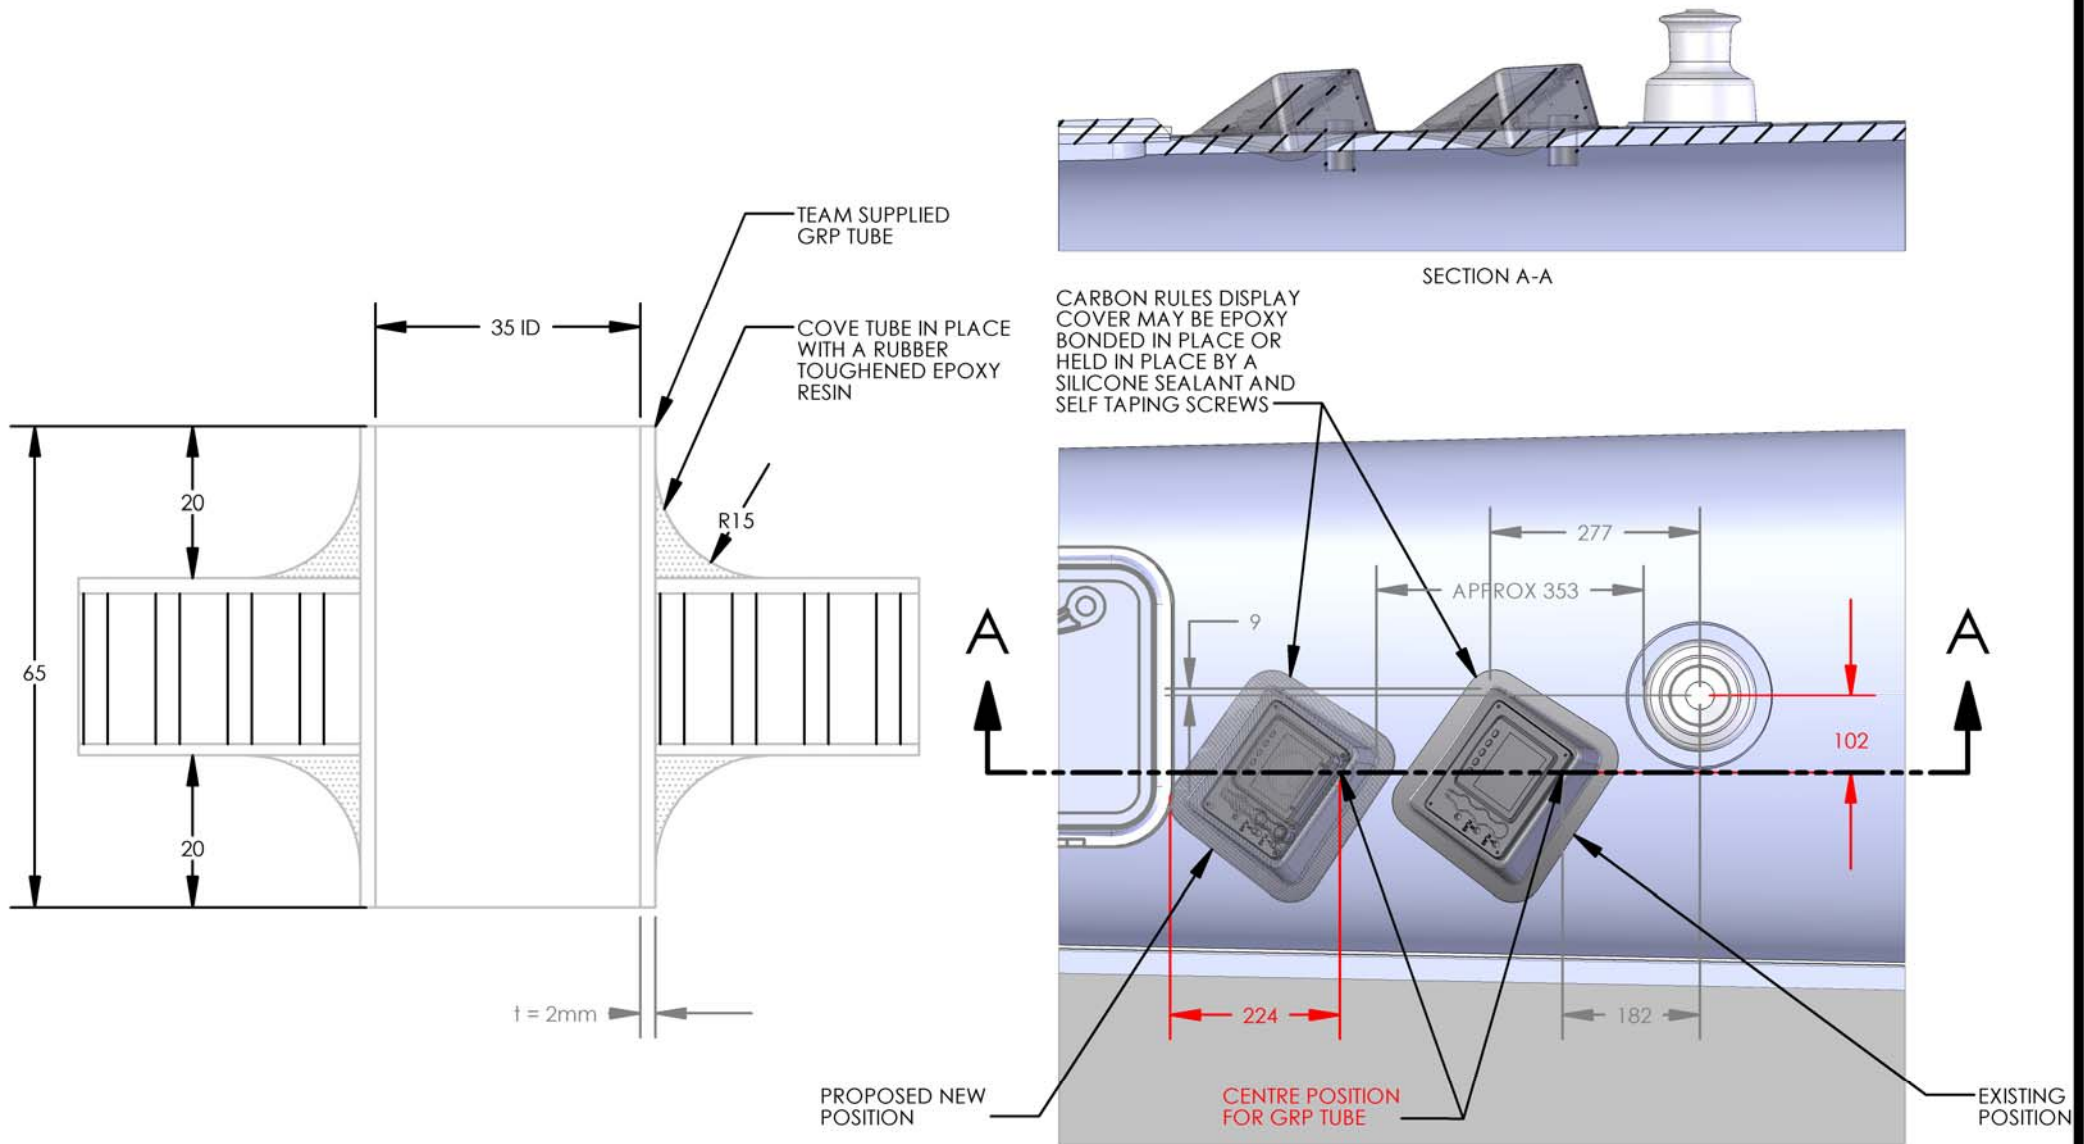 TEAM SUPPLIED
GRP TUBE
35 ID
COVE TUBE IN PLACE
WITH A RUBBER
TOUGHENED EPOXY
RESIN
20
R15
65
20
t = 2mm
SECTION A-A
CARBON RULES DISPLAY
COVER MAY BE EPOXY
BONDED IN PLACE OR
HELD IN PLACE BY A
SILICONE SEALANT AND
SELF TAPING SCREWS
277
APPROX 353
9
A
A
102
224
182
PROPOSED NEW
POSITION
CENTRE POSITION
FOR GRP TUBE
EXISTING
POSITION